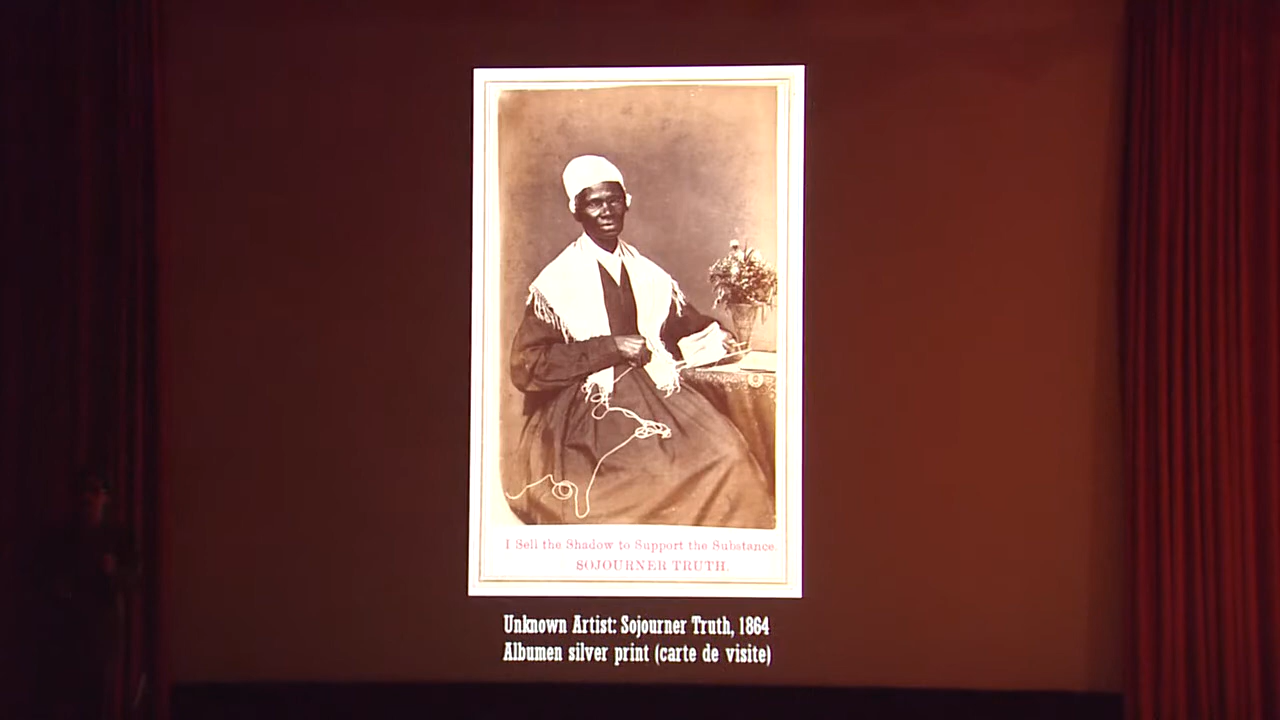 I Sell the Shadow to Support the Substance.
SOJOURNER TRUTH.
Unknown Artist: Sojourner Truth, 1864
Albumen silver print (carte de visite)